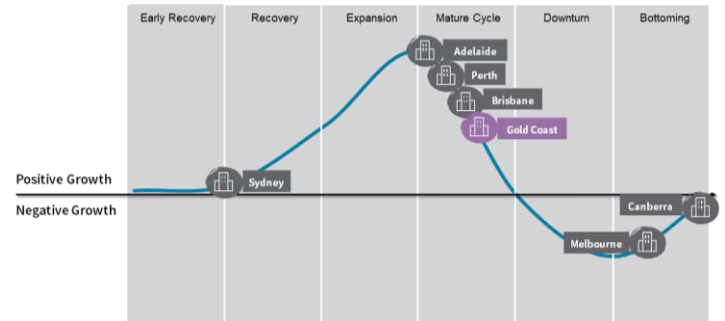 Early Recovery
Recovery
Expansion
Mature Cycle
Downturn
Bottoming
Adelaide
Perth
Brisbane
Gold Coast
Positive Growth
Sydney
Negative Growth
Canberra
Melbourne